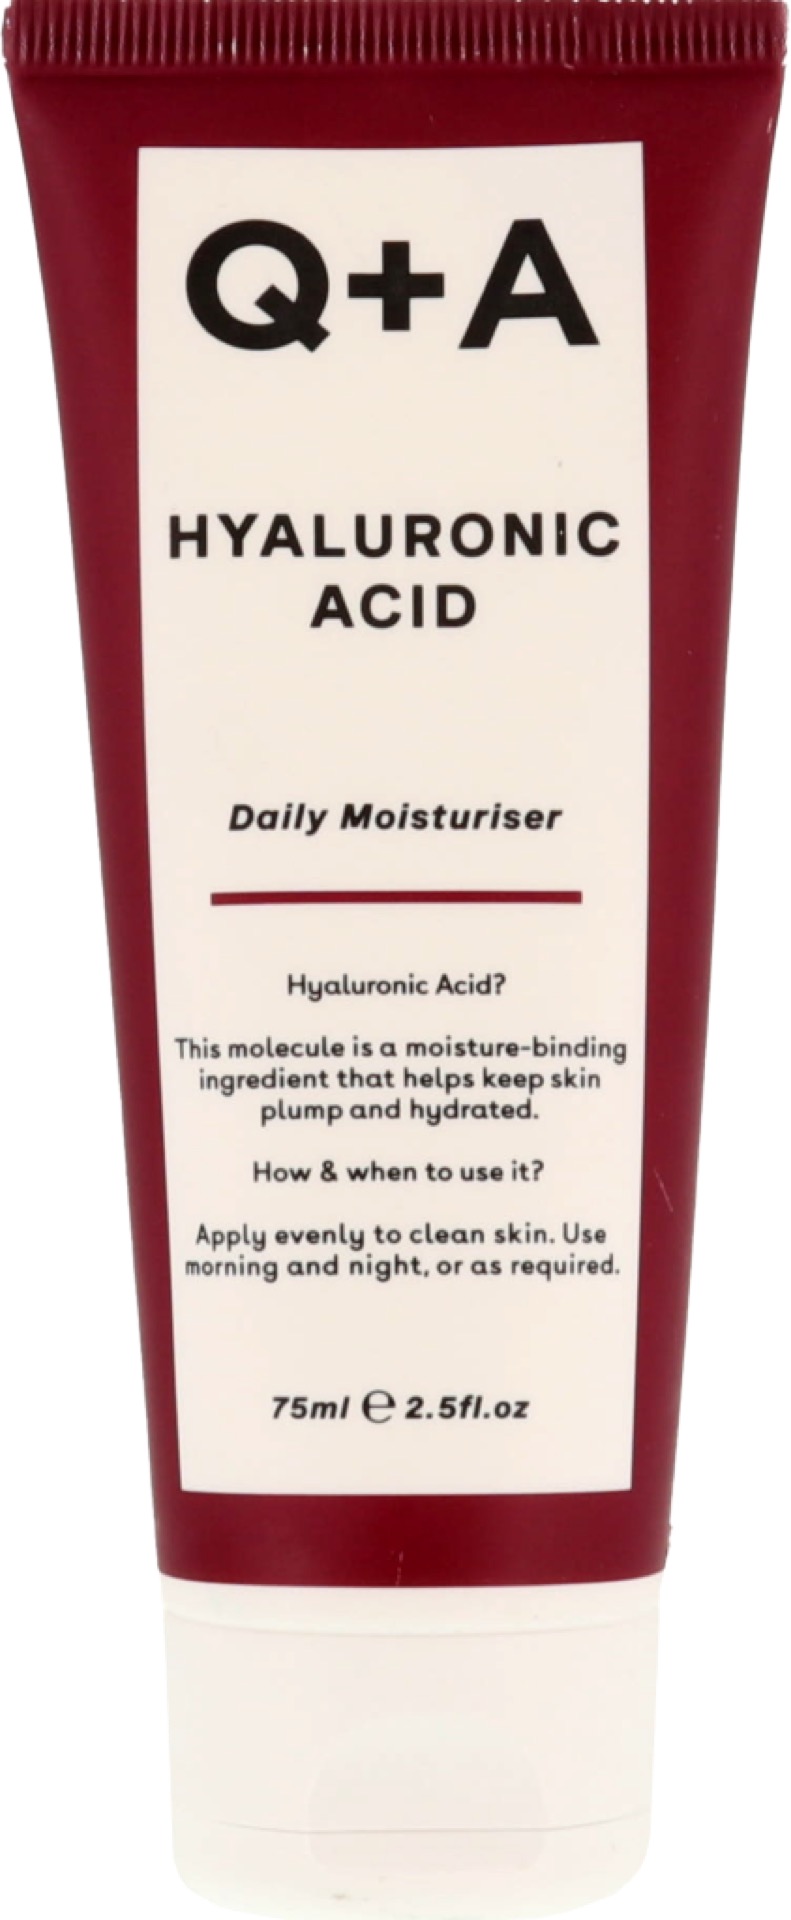 Q+A
HYALURONIC
ACID
Daily Moisturiser
Hyaluronic Acid?
This molecule is a moisture-binding
ingredient that helps keep skin
plump and hydrated.
How & when to use it?
Apply evenly to clean skin. Use
morning and night, or as required.
75ml ℮ 2.5fl.oz